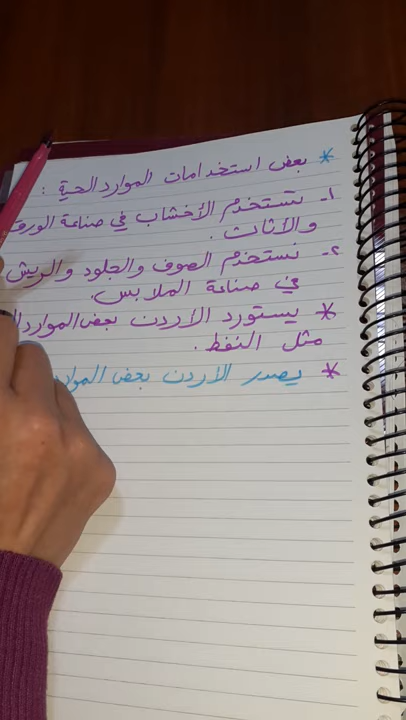 * بعض استخدامات الموارد الحية :
١- تستخدم الأخشاب في صناعة الورق
والأثاث .
٢- نستخدم الصوف والجلود والريش
في صناعة الملابس.
* يستورد الأردن بعض الموارد
مثل النفط .
* يصدر الأردن بعض